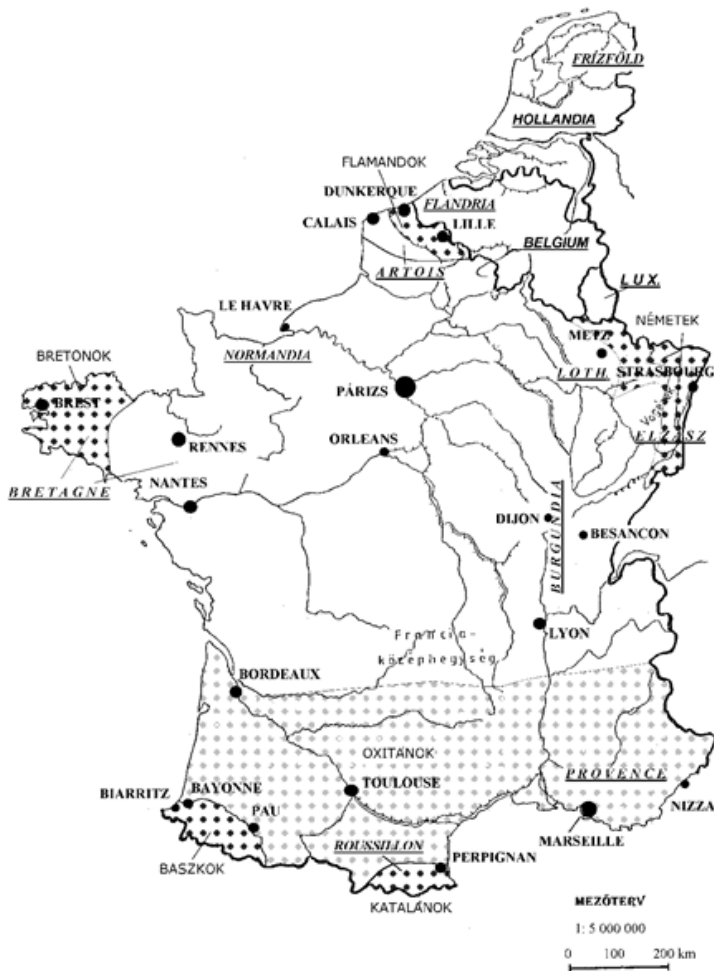 FRÍZFÖLD
HOLLANDIA
FLAMANDOK
DUNKERQUE
FLANDRIA
CALAIS
LILLE
BELGIUM
ARTOIS
LUX.
LE HAVRE
NÉMETEK
METZ
NORMANDIA
BRETONOK
LOTH.
STRASBOURG
PÁRIZS
BREST
ELZÁSZ
RENNES
ORLEANS
BRETAGNE
NANTES
DIJON
BURGUNDIA
BESANCON
LYON
Francia-
középhegység
BORDEAUX
OXITÁNOK
PROVENCE
TOULOUSE
BIARRITZ
BAYONNE
NIZZA
PAU
MARSEILLE
ROUSSILLON
PERPIGNAN
BASZKOK
KATALÁNOK
MEZŐTERV
1: 5 000 000
0 100 200 km